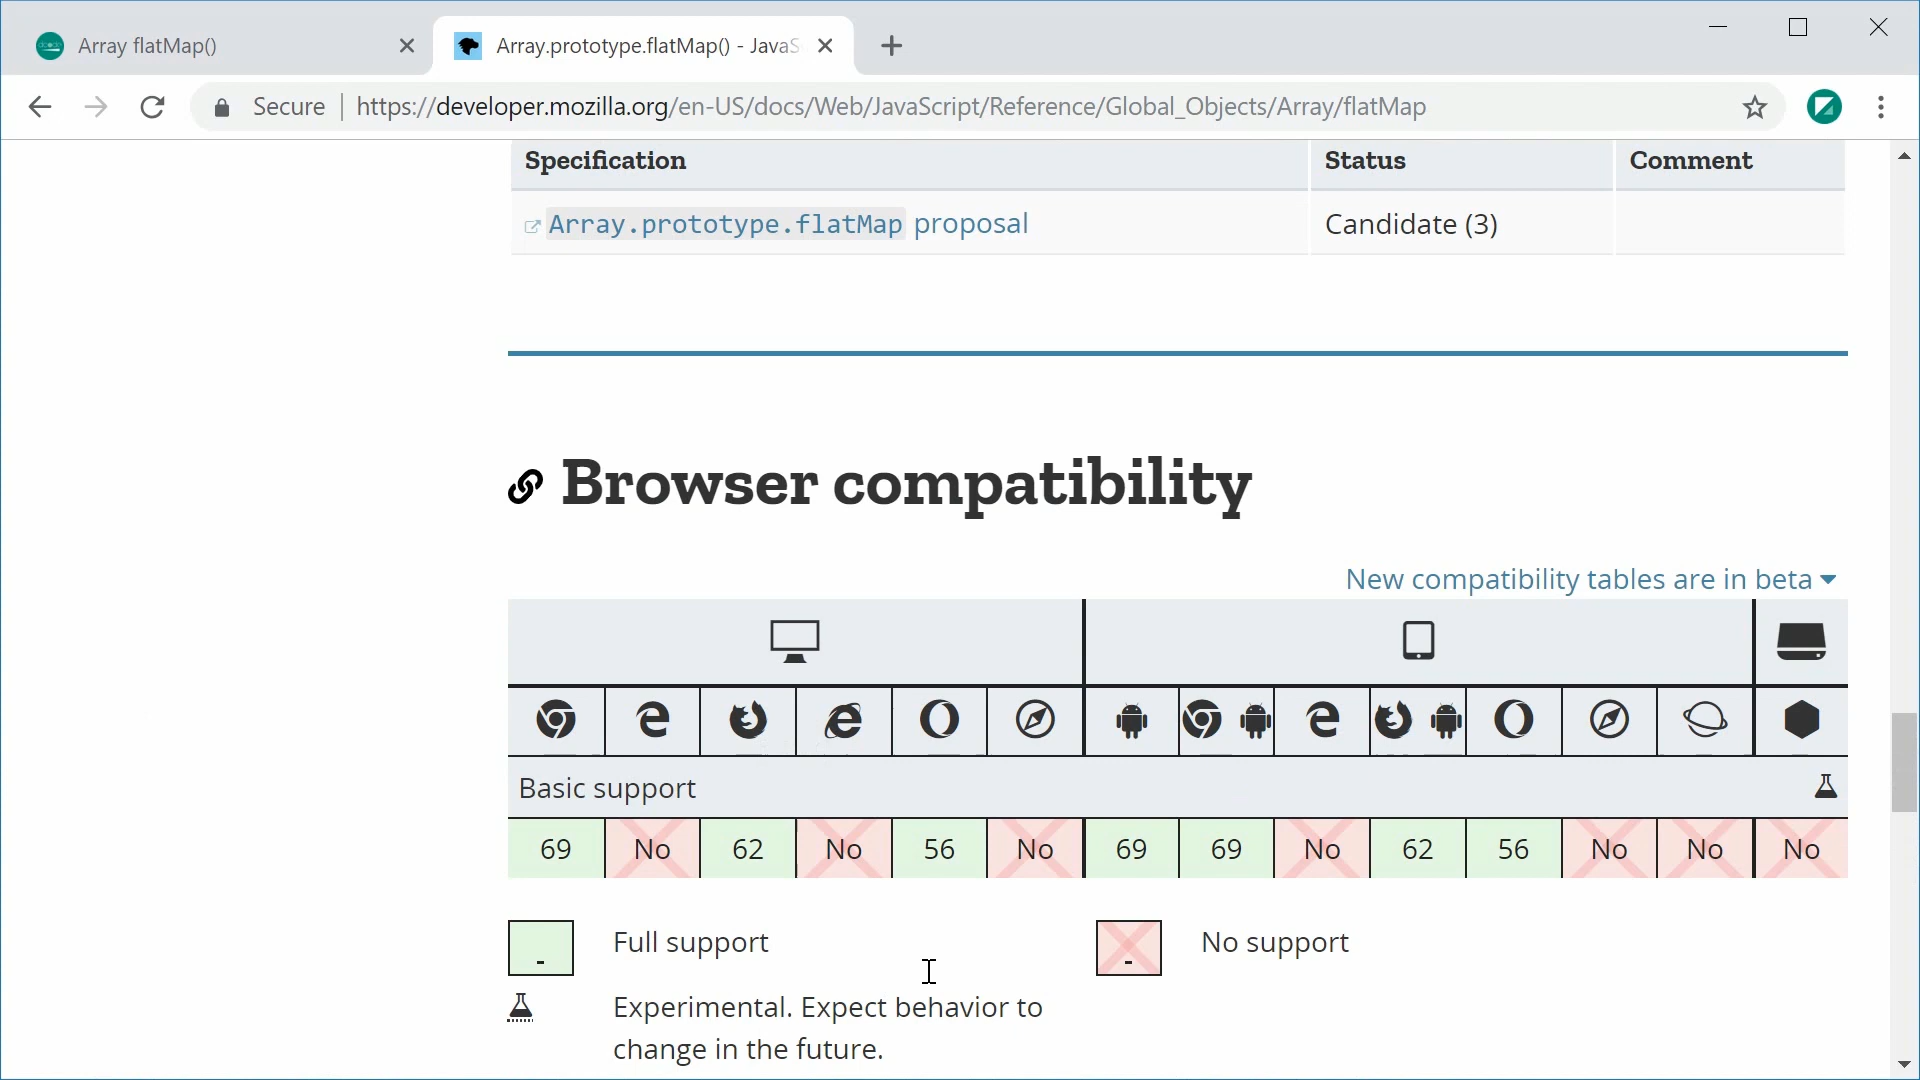 Array flatMap()
Array.prototype.flatMap() - JavaS
Secure
https://developer.mozilla.org/en-US/docs/Web/JavaScript/Reference/Global_Objects/Array/flatMap
Specification Status Comment
Array.prototype.flatMap proposal Candidate (3)
Browser compatibility
New compatibility tables are in beta
Basic support
69 No 62 No 56 No 69 69 No 62 56 No No No
- Full support - No support
Experimental. Expect behavior to
change in the future.